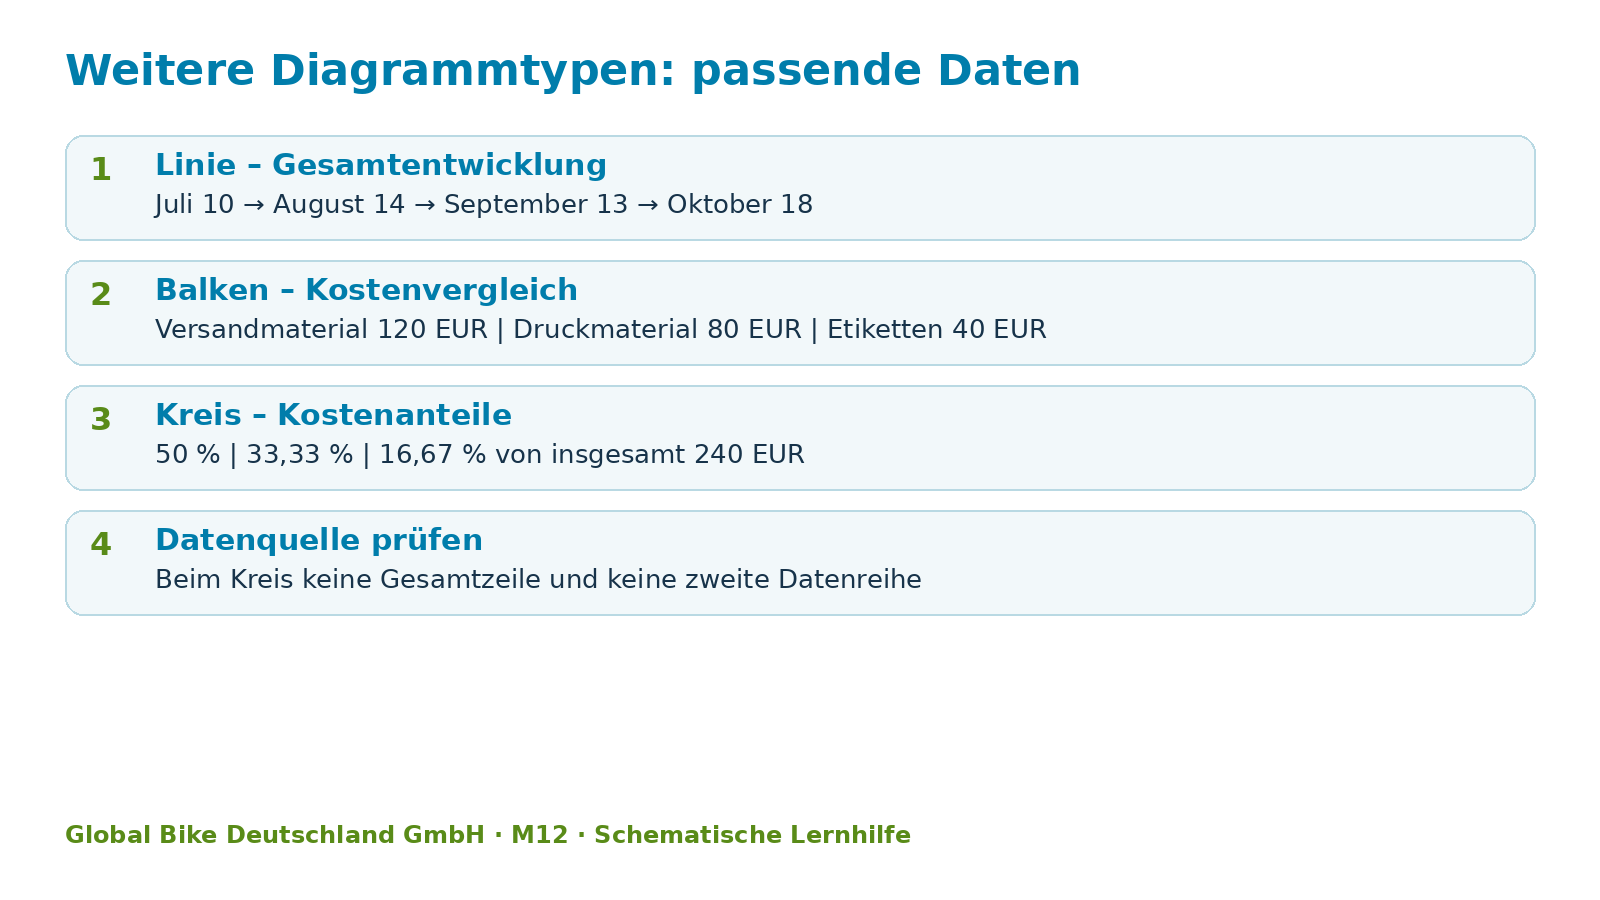 Weitere Diagrammtypen: passende Daten
1 Linie – Gesamtentwicklung
Juli 10 → August 14 → September 13 → Oktober 18
2 Balken – Kostenvergleich
Versandmaterial 120 EUR | Druckmaterial 80 EUR | Etiketten 40 EUR
3 Kreis – Kostenanteile
50 % | 33,33 % | 16,67 % von insgesamt 240 EUR
4 Datenquelle prüfen
Beim Kreis keine Gesamtzeile und keine zweite Datenreihe
Global Bike Deutschland GmbH · M12 · Schematische Lernhilfe